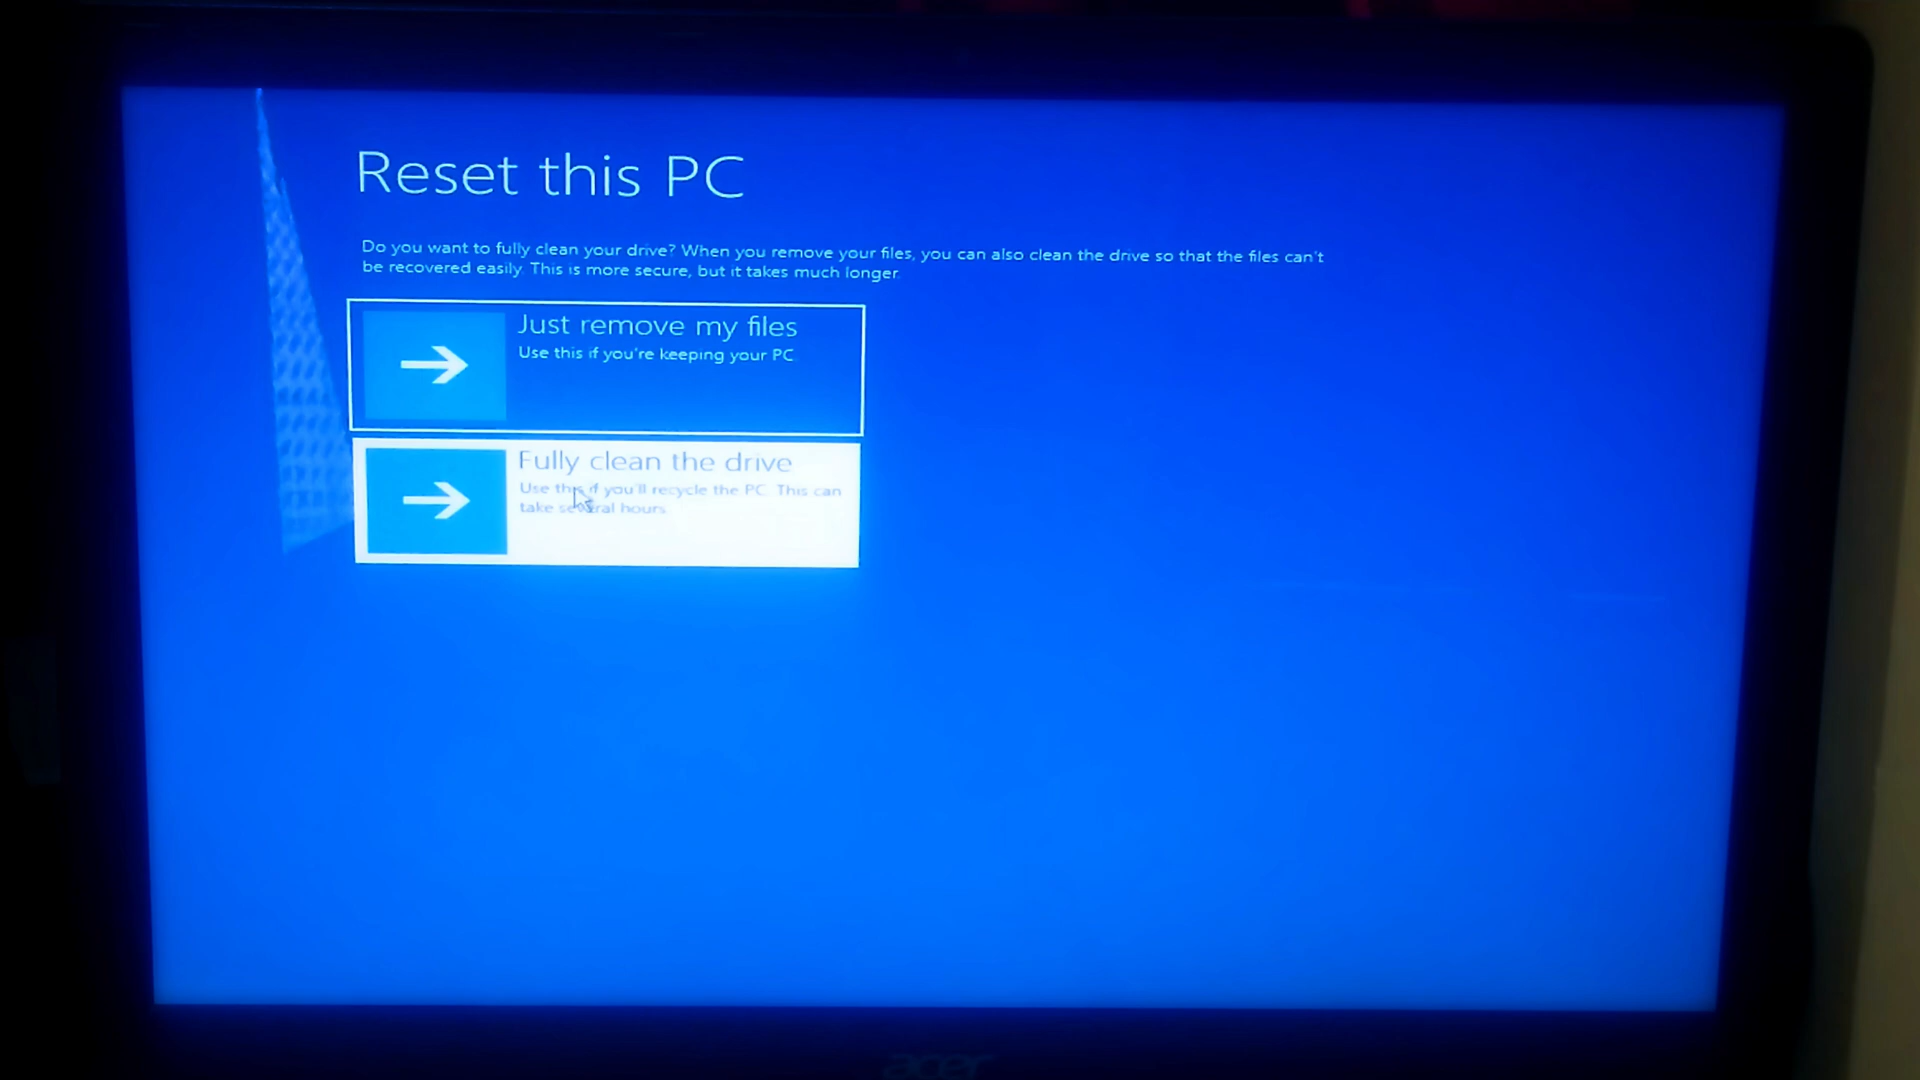 Reset this PC
Do you want to fully clean your drive? When you remove your files, you can also clean the drive so that the files can't
be recovered easily. This is more secure, but it takes much longer.
Just remove my files
Use this if you're keeping your PC.
Fully clean the drive
Use this if you'll recycle the PC. This can
take several hours.
acer